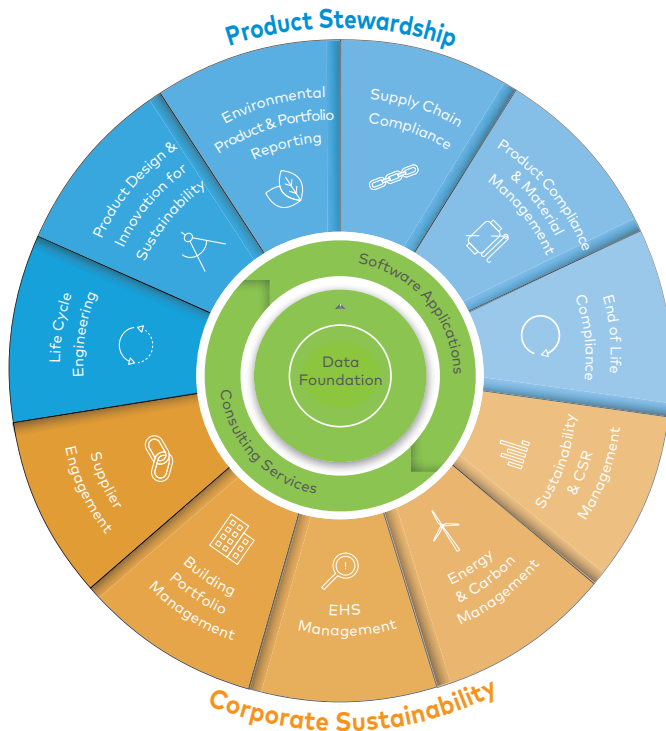 Product Stewardship
Environmental
Product & Portfolio
Reporting
Supply Chain
Compliance
Product Compliance
& Material
Management
End of Life
Compliance
Sustainability
& CSR
Management
Energy
& Carbon
Management
EHS
Management
Building
Portfolio
Management
Supplier
Engagement
Life Cycle
Engineering
Product Design &
Innovation for
Sustainability
Software Applications
Consulting Services
Data
Foundation
Corporate Sustainability